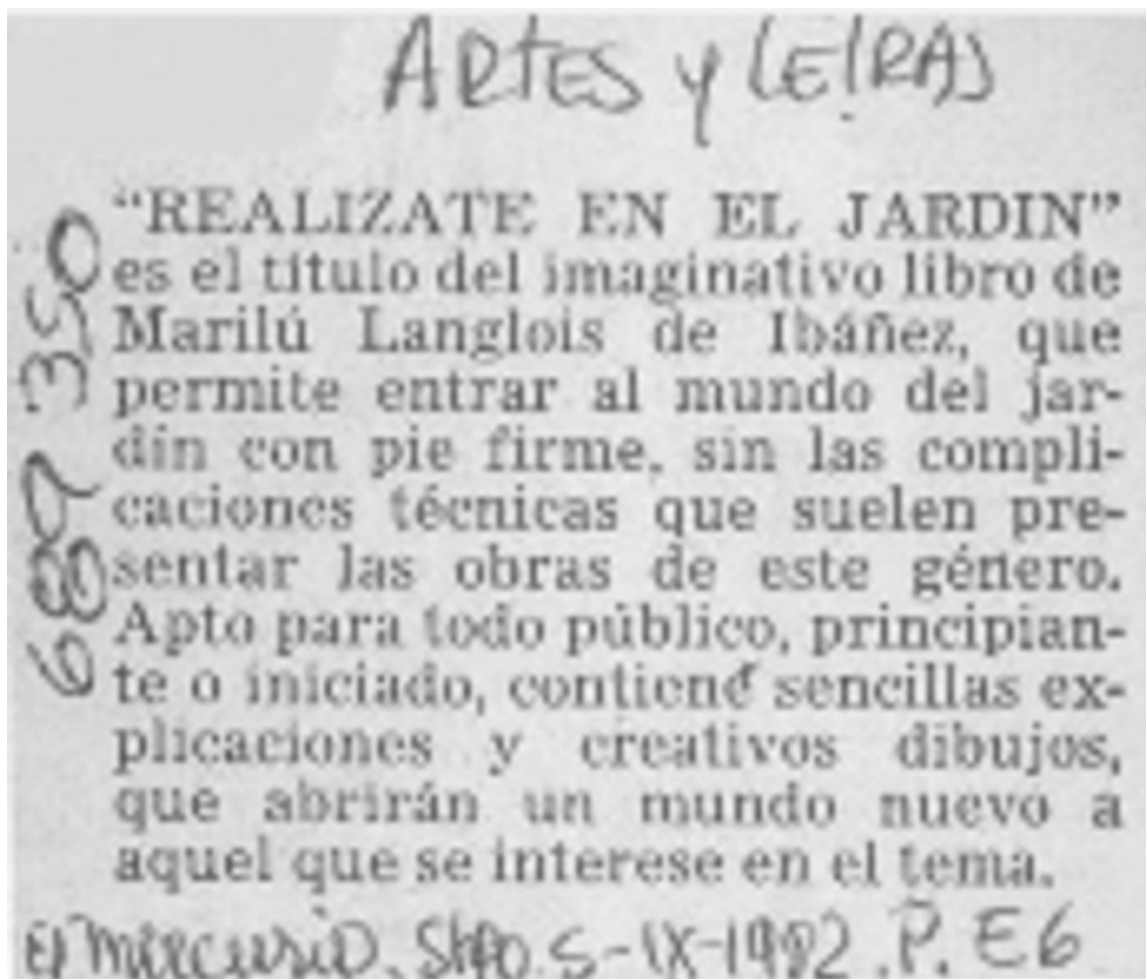 Artes y Letras
"REALIZATE EN EL JARDIN"
es el título del imaginativo libro de
Marilú Langlois de Ibáñez, que
permite entrar al mundo del jar-
dín con pie firme, sin las compli-
caciones técnicas que suelen pre-
sentar las obras de este género.
Apto para todo público, principian-
te o iniciado, contiene sencillas ex-
plicaciones y creativos dibujos,
que abrirán un mundo nuevo a
aquel que se interese en el tema.
El Mercurio. Stgo. 5-IX-1982. P. E6
689 350